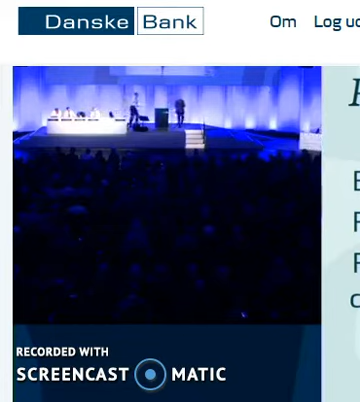 Danske Bank
Om Log ud
RECORDED WITH
SCREENCAST MATIC